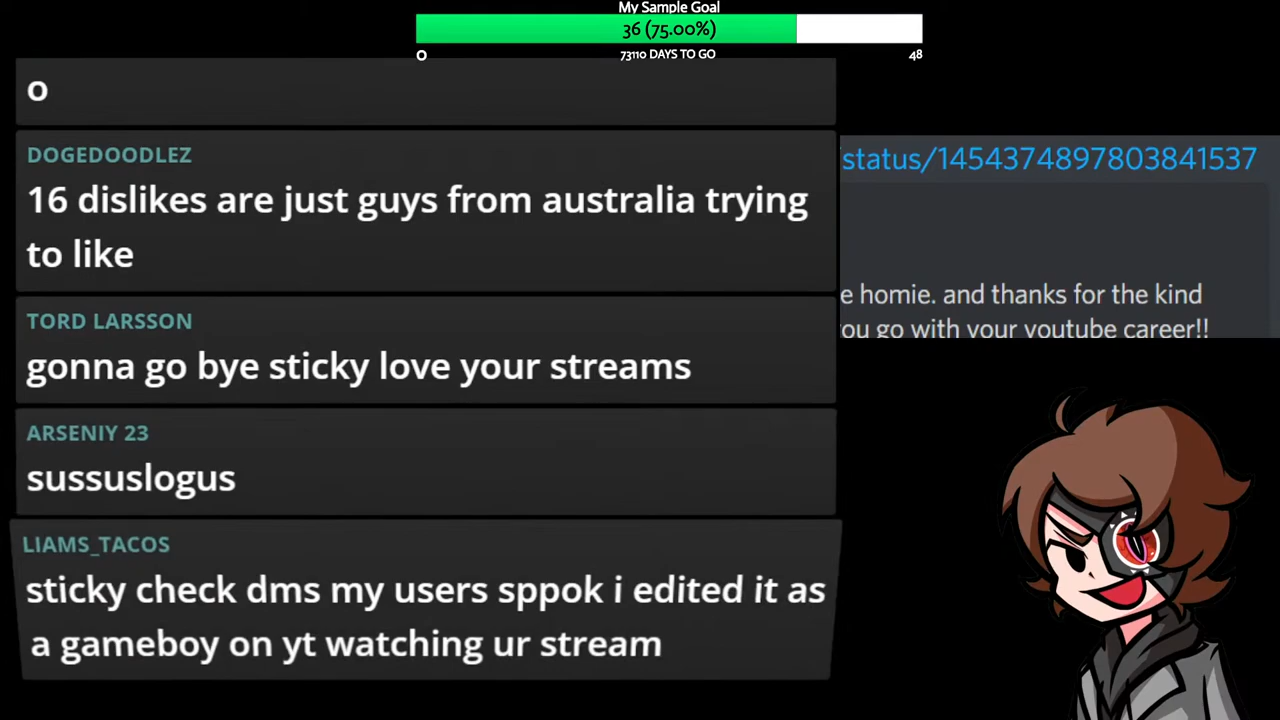 My Sample Goal
36 (75.00%)
0
73110 DAYS TO GO
48
o
DOGEDOODLEZ
16 dislikes are just guys from australia trying
to like
TORD LARSSON
gonna go bye sticky love your streams
ARSENIY 23
sussuslogus
LIAMS_TACOS
sticky check dms my users sppok i edited it as
a gameboy on yt watching ur stream
/status/1454374897803841537
e homie. and thanks for the kind
you go with your youtube career!!